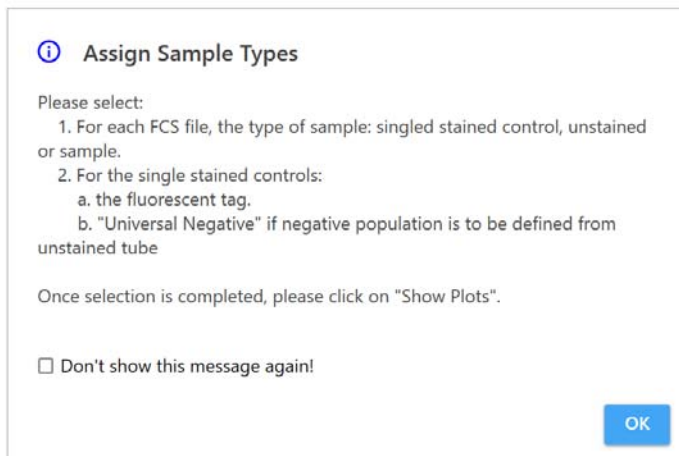 Assign Sample Types
Please select:
1. For each FCS file, the type of sample: singled stained control, unstained
or sample.
2. For the single stained controls:
a. the fluorescent tag.
b. "Universal Negative" if negative population is to be defined from
unstained tube
Once selection is completed, please click on "Show Plots".
Don't show this message again!
OK